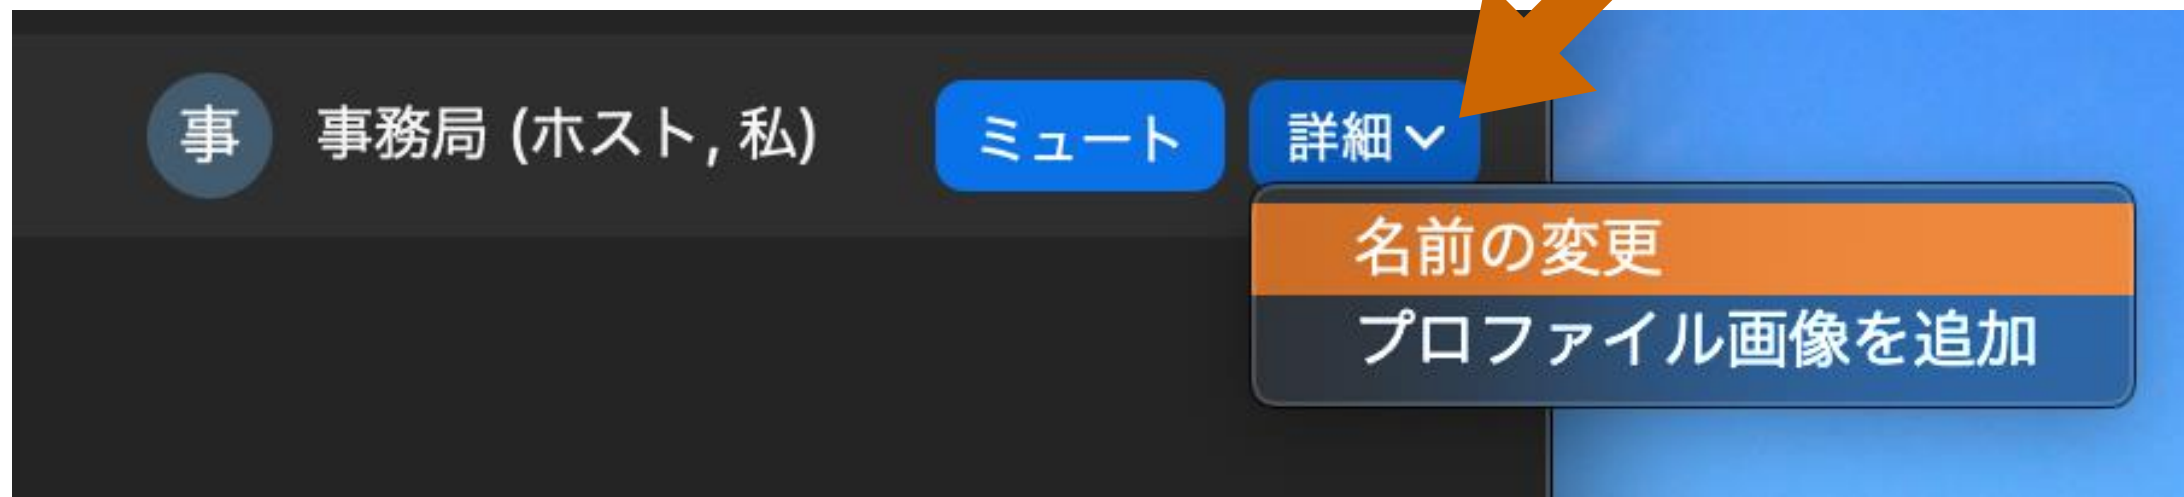 事 事務局 (ホスト, 私) ミュート 詳細
名前の変更
プロファイル画像を追加